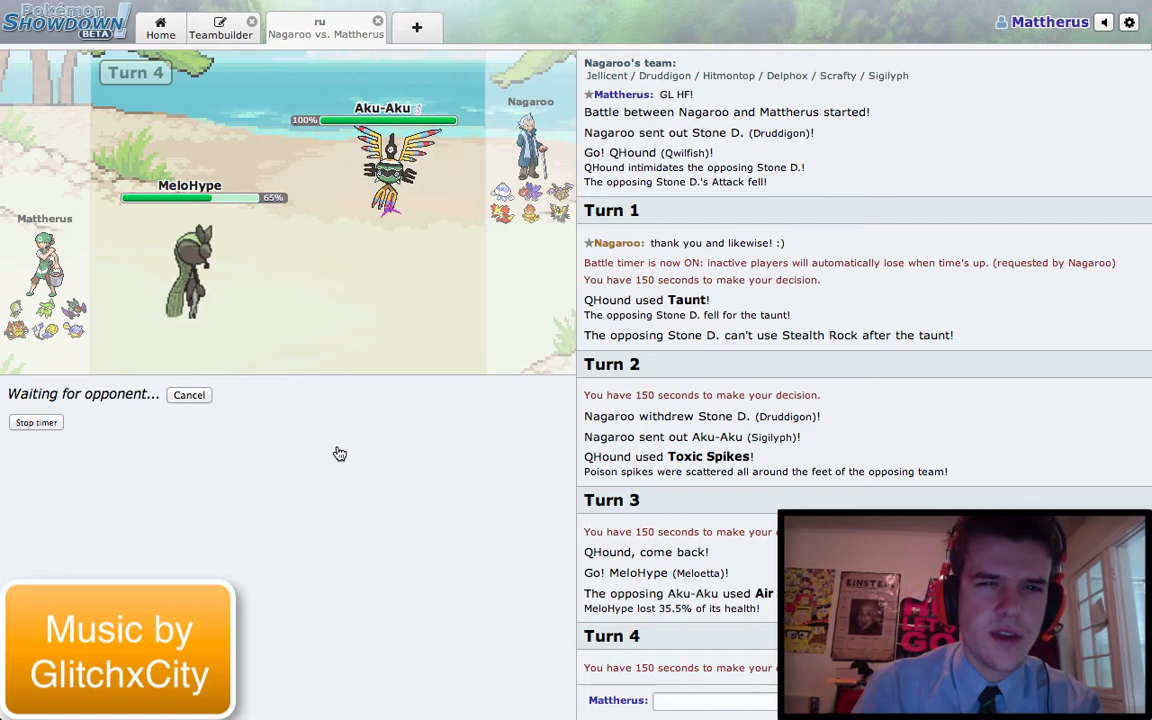 Pokémon
SHOWDOWN!
BETA
Home
Teambuilder
ru
Nagaroo vs. Mattherus
+
Mattherus
Turn 4
Aku-Aku
100%
MeloHype
65%
Nagaroo
Mattherus
Waiting for opponent...
Cancel
Stop timer
Nagaroo's team:
Jellicent / Druddigon / Hitmontop / Delphox / Scrafty / Sigilyph
★Mattherus: GL HF!
Battle between Nagaroo and Mattherus started!
Nagaroo sent out Stone D. (Druddigon)!
Go! QHound (Qwilfish)!
QHound intimidates the opposing Stone D.!
The opposing Stone D.'s Attack fell!
Turn 1
★Nagaroo: thank you and likewise! :)
Battle timer is now ON: inactive players will automatically lose when time's up. (requested by Nagaroo)
You have 150 seconds to make your decision.
QHound used Taunt!
The opposing Stone D. fell for the taunt!
The opposing Stone D. can't use Stealth Rock after the taunt!
Turn 2
You have 150 seconds to make your decision.
Nagaroo withdrew Stone D. (Druddigon)!
Nagaroo sent out Aku-Aku (Sigilyph)!
QHound used Toxic Spikes!
Poison spikes were scattered all around the feet of the opposing team!
Turn 3
You have 150 seconds to make your d
QHound, come back!
Go! MeloHype (Meloetta)!
The opposing Aku-Aku used Air
MeloHype lost 35.5% of its health!
Turn 4
You have 150 seconds to make your d
Mattherus:
EINSTEIN
LET'S
GO
Music by
GlitchxCity